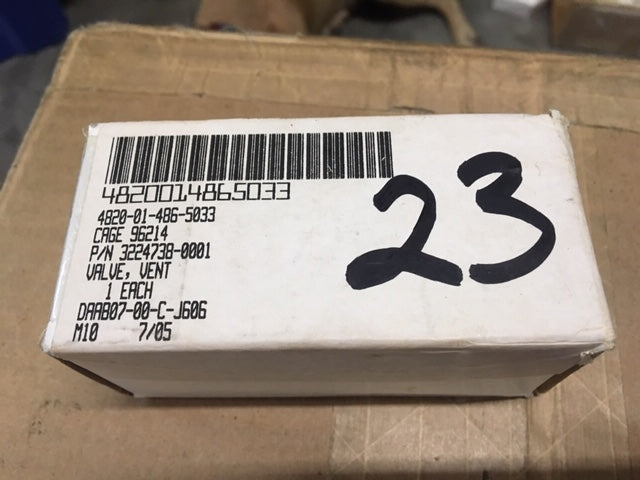 4820014865033
4820-01-486-5033
CAGE 96214
P/N 3224738-0001
VALVE, VENT
1 EACH
DAAB07-00-C-J606
M10 7/05
23